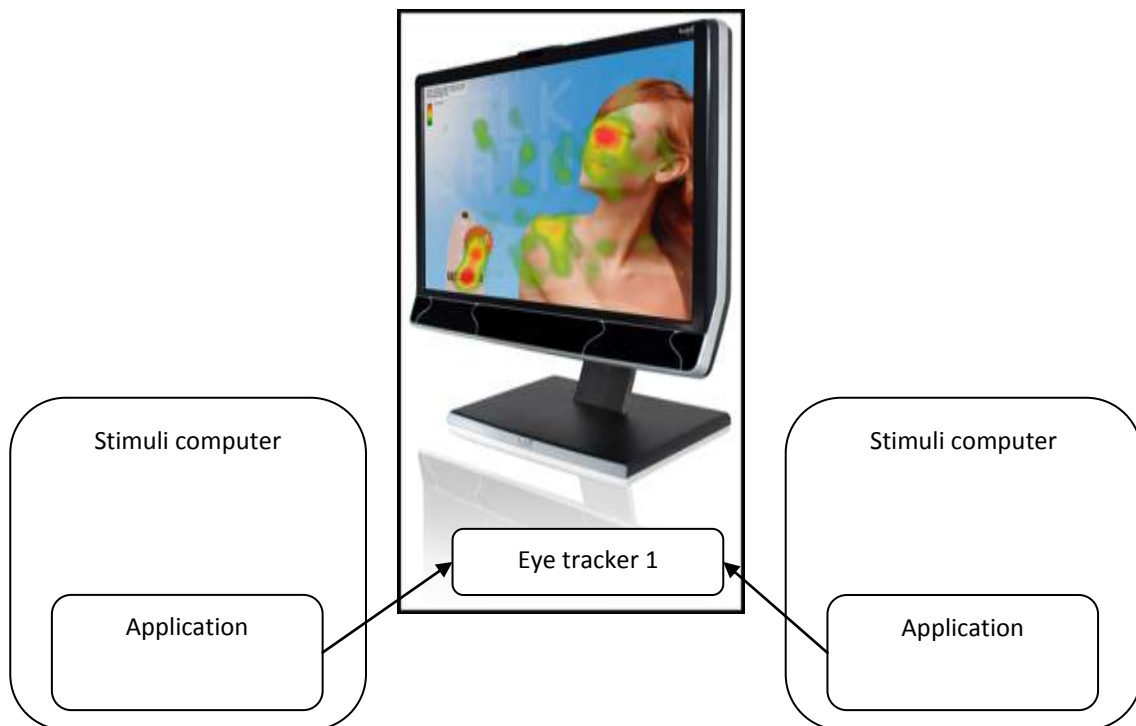 Stimuli computer
Application
Eye tracker 1
Stimuli computer
Application